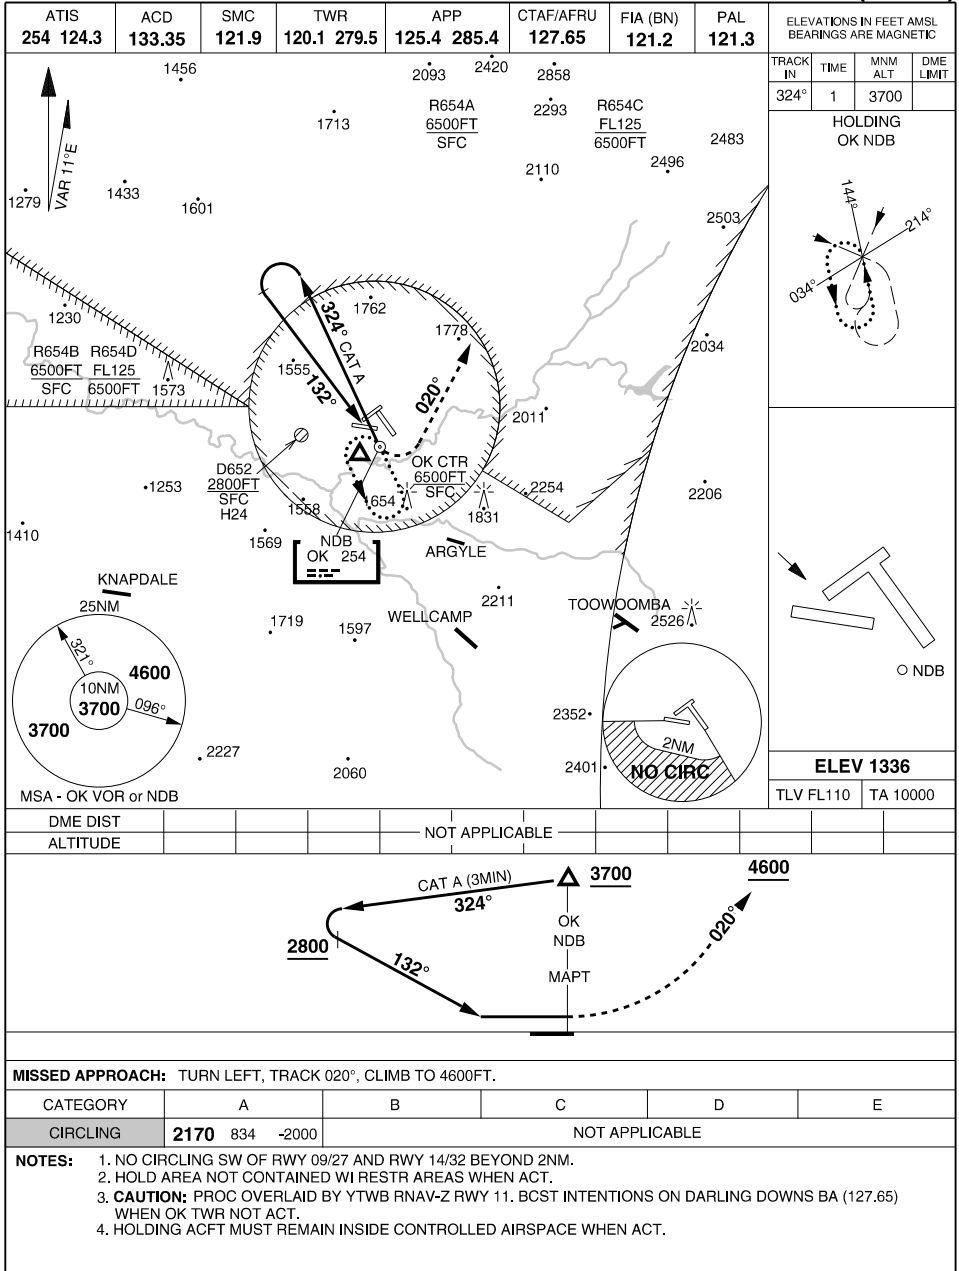 ATIS
254 124.3
ACD
133.35
SMC
121.9
TWR
120.1 279.5
APP
125.4 285.4
CTAF/AFRU
127.65
FIA (BN)
121.2
PAL
121.3
ELEVATIONS IN FEET AMSL
BEARINGS ARE MAGNETIC
TRACK IN
TIME
MNM ALT
DME LIMIT
324°
1
3700
HOLDING
OK NDB
144°
214°
034°
VAR 11°E
1456
2093
2420
2858
R654A
6500FT
SFC
2293
R654C
FL125
6500FT
1713
2483
2110
2496
1279
1433
1601
2503
1230
1762
324° CAT A
1778
2034
R654B
6500FT
SFC
R654D
FL125
6500FT
1573
1555
132°
020°
2011
D652
2800FT
SFC
H24
OK CTR
6500FT
SFC
1253
1558
1654
1831
2254
2206
1410
1569
NDB
OK 254
ARGYLE
KNAPDALE
2211
WELLCAMP
TOOWOOMBA
2526
1719
1597
25NM
321°
4600
10NM
3700
096°
3700
MSA - OK VOR or NDB
2227
2060
2352
2401
2NM
NO CIRC
NDB
ELEV 1336
TLV FL110
TA 10000
DME DIST
ALTITUDE
NOT APPLICABLE
CAT A (3MIN)
324°
3700
4600
OK
NDB
MAPT
2800
132°
020°
MISSED APPROACH: TURN LEFT, TRACK 020°, CLIMB TO 4600FT.
CATEGORY A B C D E
CIRCLING 2170 834 -2000 NOT APPLICABLE
NOTES: 1. NO CIRCLING SW OF RWY 09/27 AND RWY 14/32 BEYOND 2NM.
2. HOLD AREA NOT CONTAINED WI RESTR AREAS WHEN ACT.
3. CAUTION: PROC OVERLAID BY YTWB RNAV-Z RWY 11. BCST INTENTIONS ON DARLING DOWNS BA (127.65)
WHEN OK TWR NOT ACT.
4. HOLDING ACFT MUST REMAIN INSIDE CONTROLLED AIRSPACE WHEN ACT.